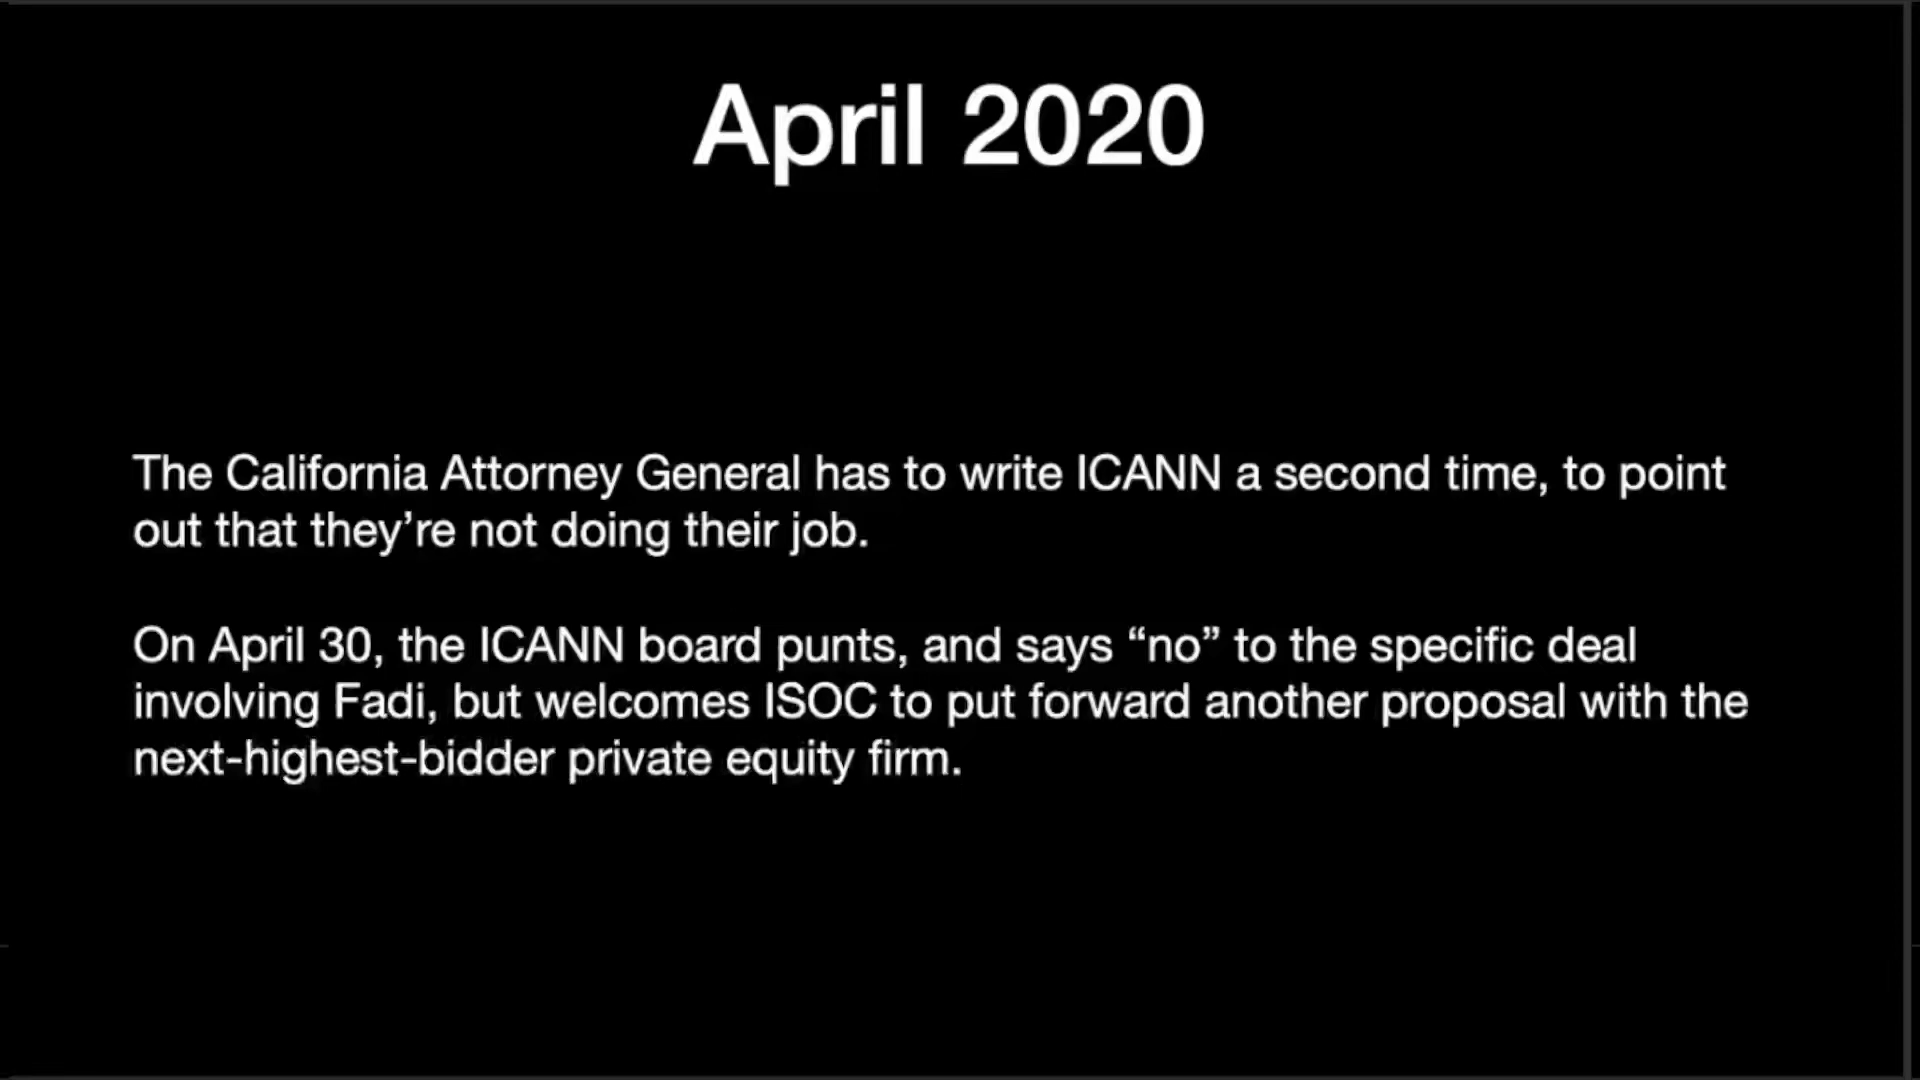 April 2020
The California Attorney General has to write ICANN a second time, to point
out that they’re not doing their job.
On April 30, the ICANN board punts, and says “no” to the specific deal
involving Fadi, but welcomes ISOC to put forward another proposal with the
next-highest-bidder private equity firm.